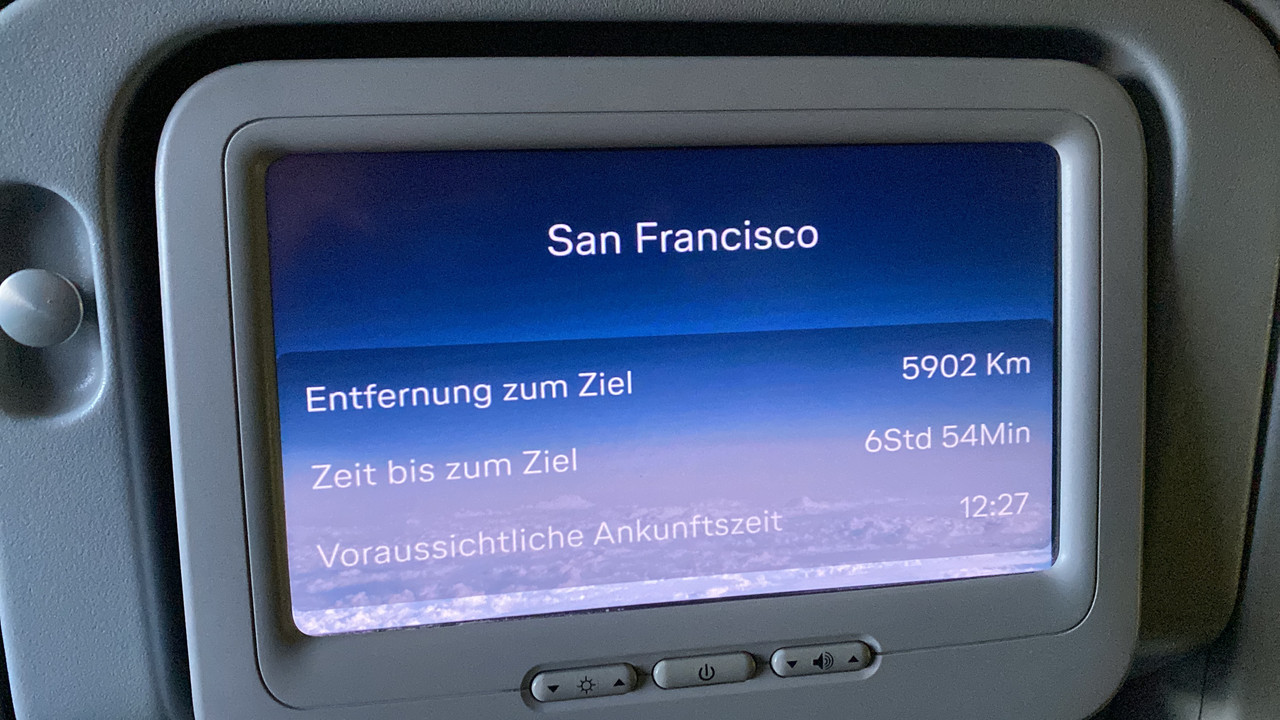 San Francisco
Entfernung zum Ziel 5902 Km
Zeit bis zum Ziel 6Std 54Min
Voraussichtliche Ankunftszeit 12:27